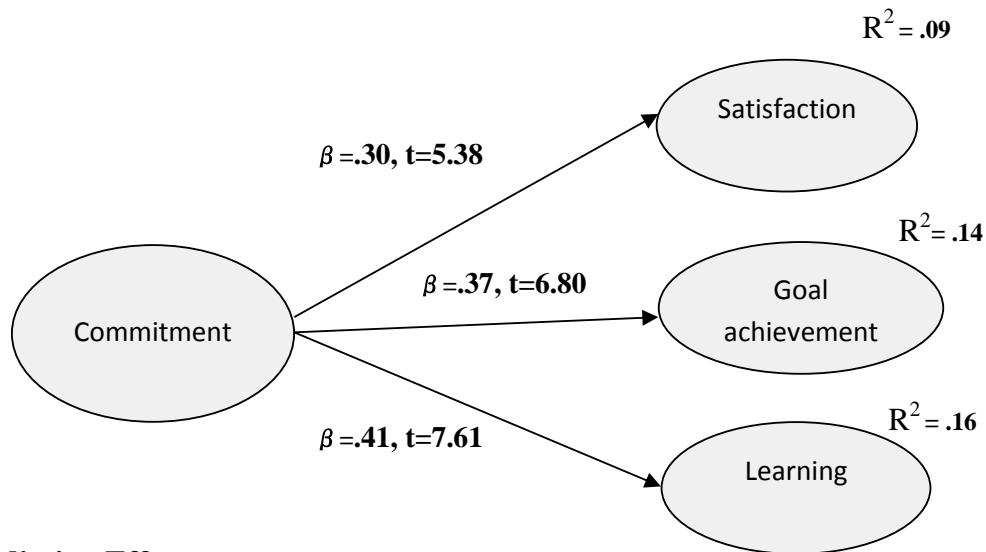 R² = .09
Satisfaction
β =.30, t=5.38
R²= .14
β =.37, t=6.80
Goal
achievement
Commitment
R² = .16
β =.41, t=7.61
Learning